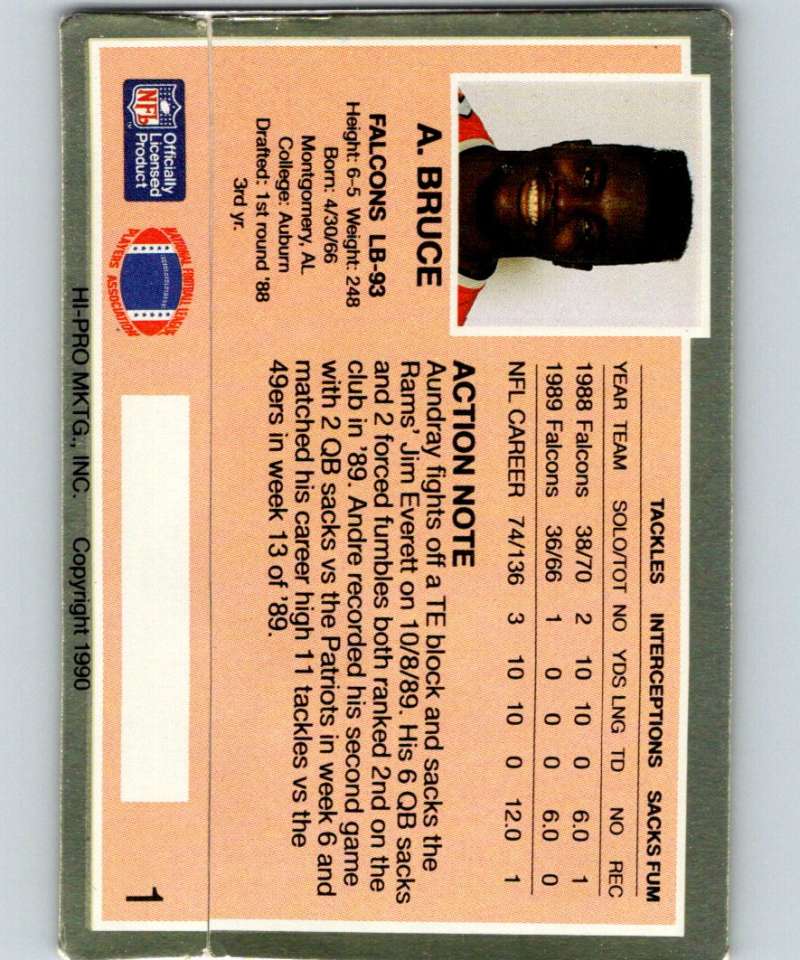 A. BRUCE
FALCONS LB-93
Height: 6-5 Weight: 248
Born: 4/30/66
Montgomery, AL
College: Auburn
Drafted: 1st round '88
3rd yr.
TACKLES INTERCEPTIONS SACKS FUM
YEAR TEAM SOLO/TOT NO YDS LNG TD NO REC
1988 Falcons 38/70 2 10 10 0 6.0 1
1989 Falcons 36/66 1 0 0 0 6.0 0
NFL CAREER 74/136 3 10 10 0 12.0 1
ACTION NOTE
Aundray fights off a TE block and sacks the
Rams' Jim Everett on 10/8/89. His 6 QB sacks
and 2 forced fumbles both ranked 2nd on the
club in '89. Andre recorded his second game
with 2 QB sacks vs the Patriots in week 6 and
matched his career high 11 tackles vs the
49ers in week 13 of '89.
NFL
Officially
Licensed
Product
NATIONAL FOOTBALL LEAGUE
PLAYERS ASSOCIATION
1
HI-PRO MKTG., INC. Copyright 1990